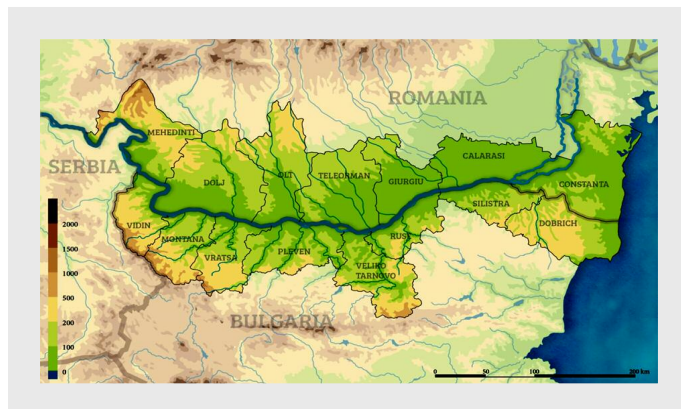 ROMANIA
MEHEDINTI
SERBIA
CALARASI
DOLJ
OLT
TELEORMAN
GIURGIU
CONSTANTA
SILISTRA
VIDIN
DOBRICH
MONTANA
RUSE
VRATSA
PLEVEN
VELIKO
TARNOVO
BULGARIA
2000
1500
1000
500
200
100
0
0 50 100 200 km